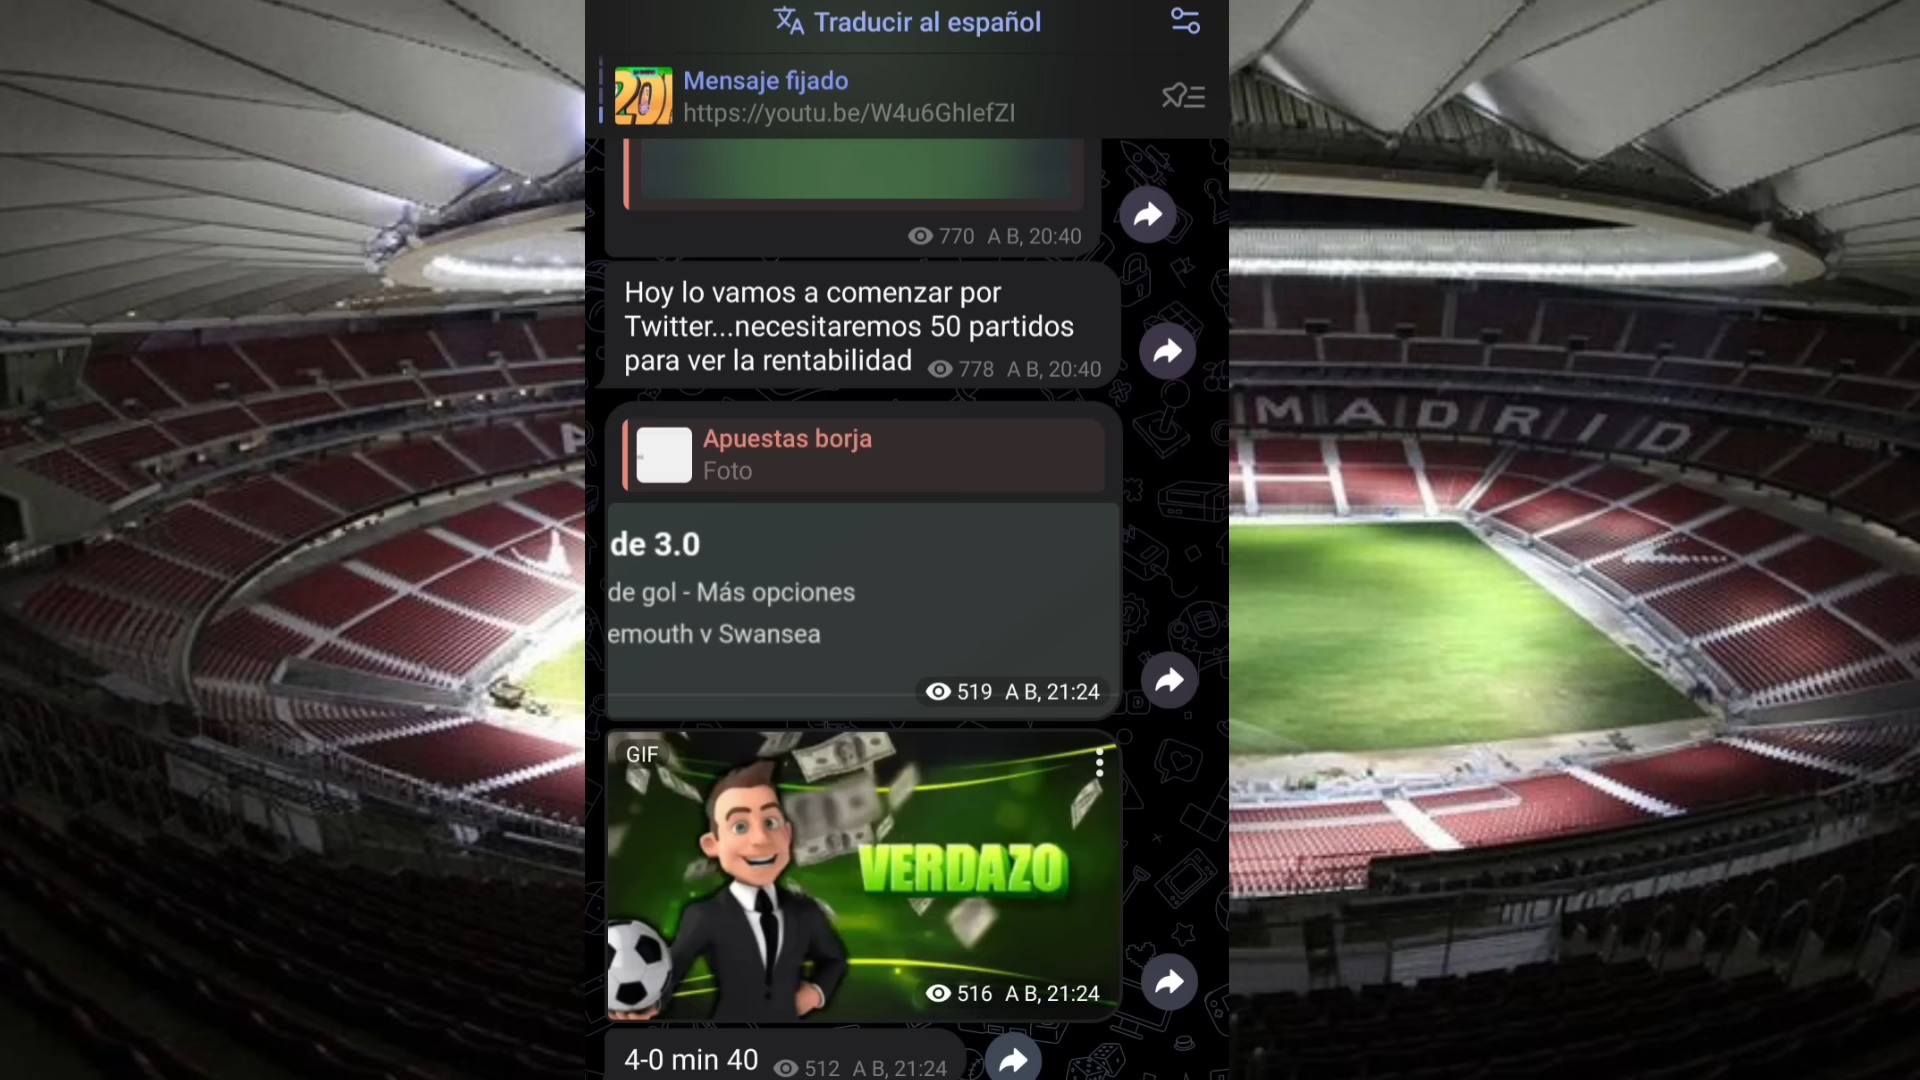 Traducir al español
Mensaje fijado
https://youtu.be/W4u6GhIefZI
770 A B, 20:40
Hoy lo vamos a comenzar por
Twitter...necesitaremos 50 partidos
para ver la rentabilidad 778 A B, 20:40
Apuestas borja
Foto
de 3.0
de gol - Más opciones
emouth v Swansea
519 A B, 21:24
GIF
VERDAZO
516 A B, 21:24
4-0 min 40 512 A B, 21:24
MADRID